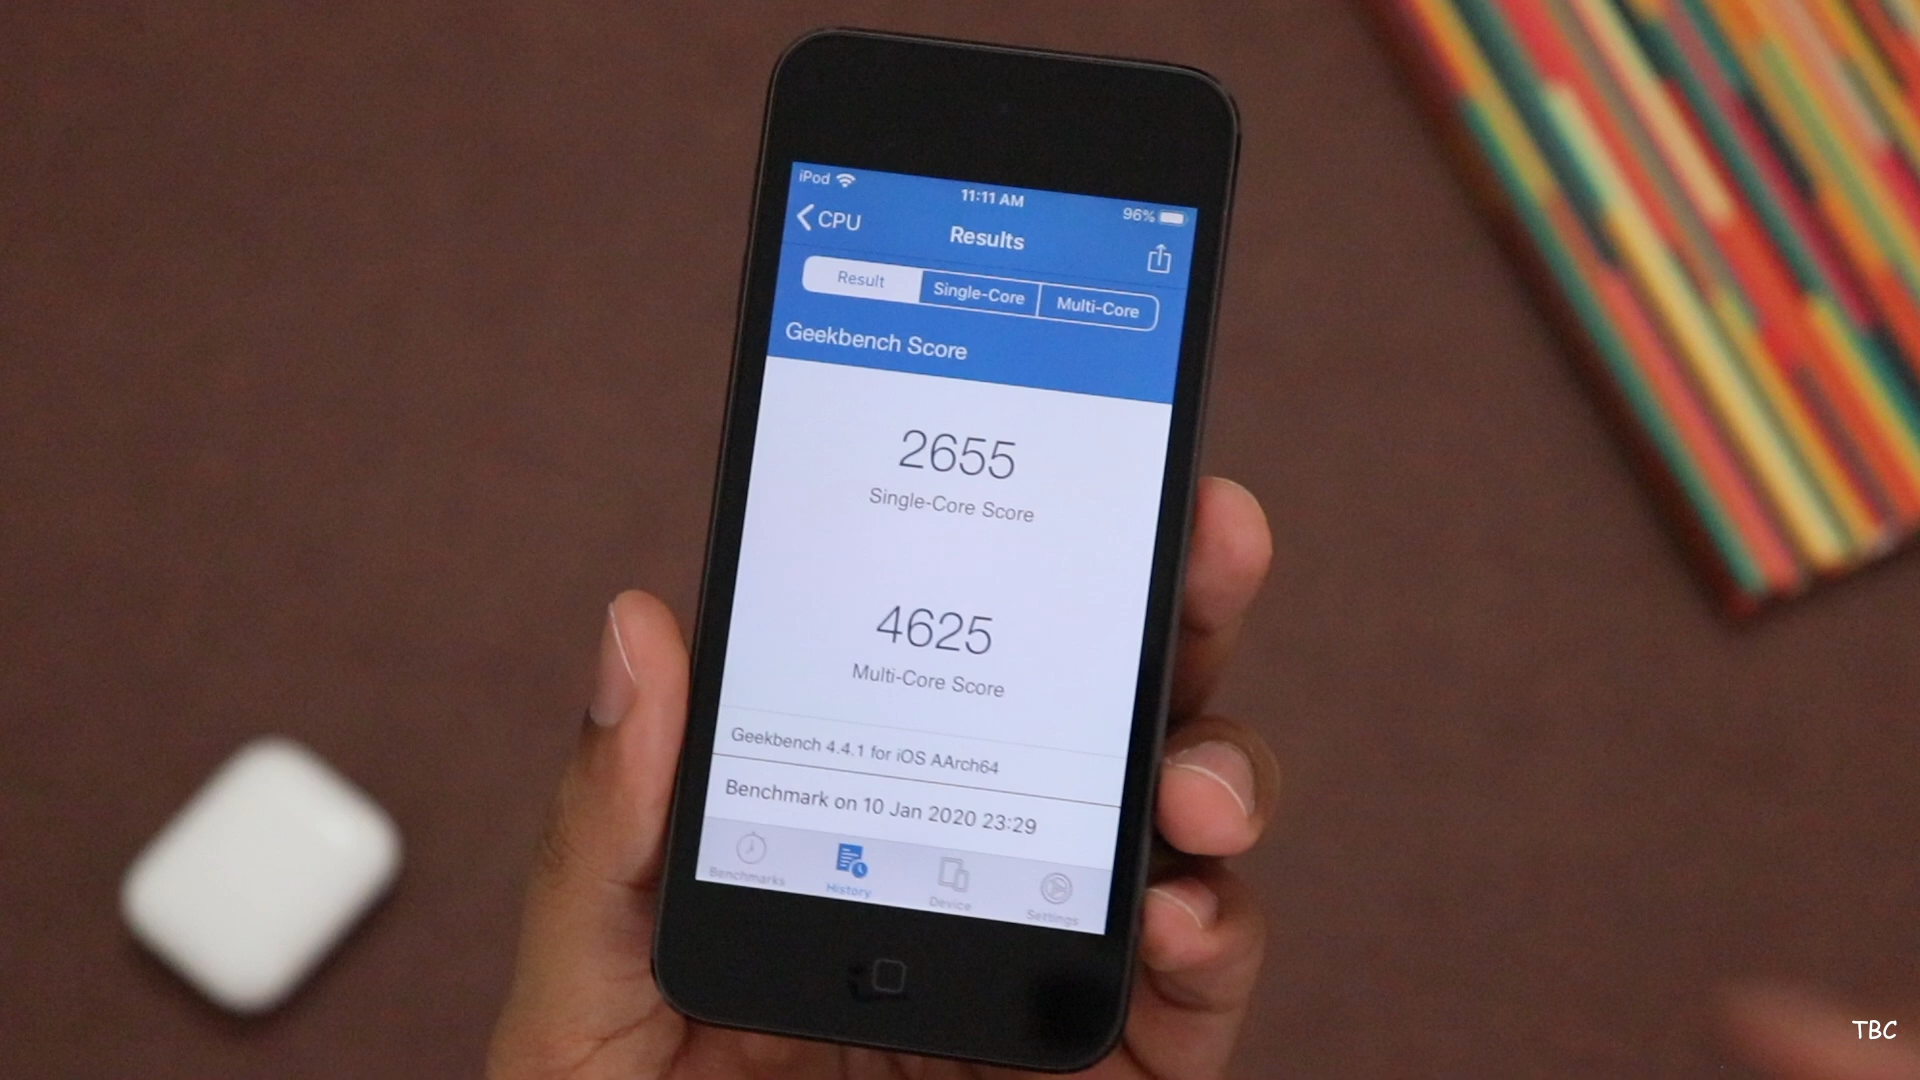 iPod 11:11 AM 96%
CPU Results
Result Single-Core Multi-Core
Geekbench Score
2655
Single-Core Score
4625
Multi-Core Score
Geekbench 4.4.1 for iOS AArch64
Benchmark on 10 Jan 2020 23:29
Benchmarks History Device Settings
TBC